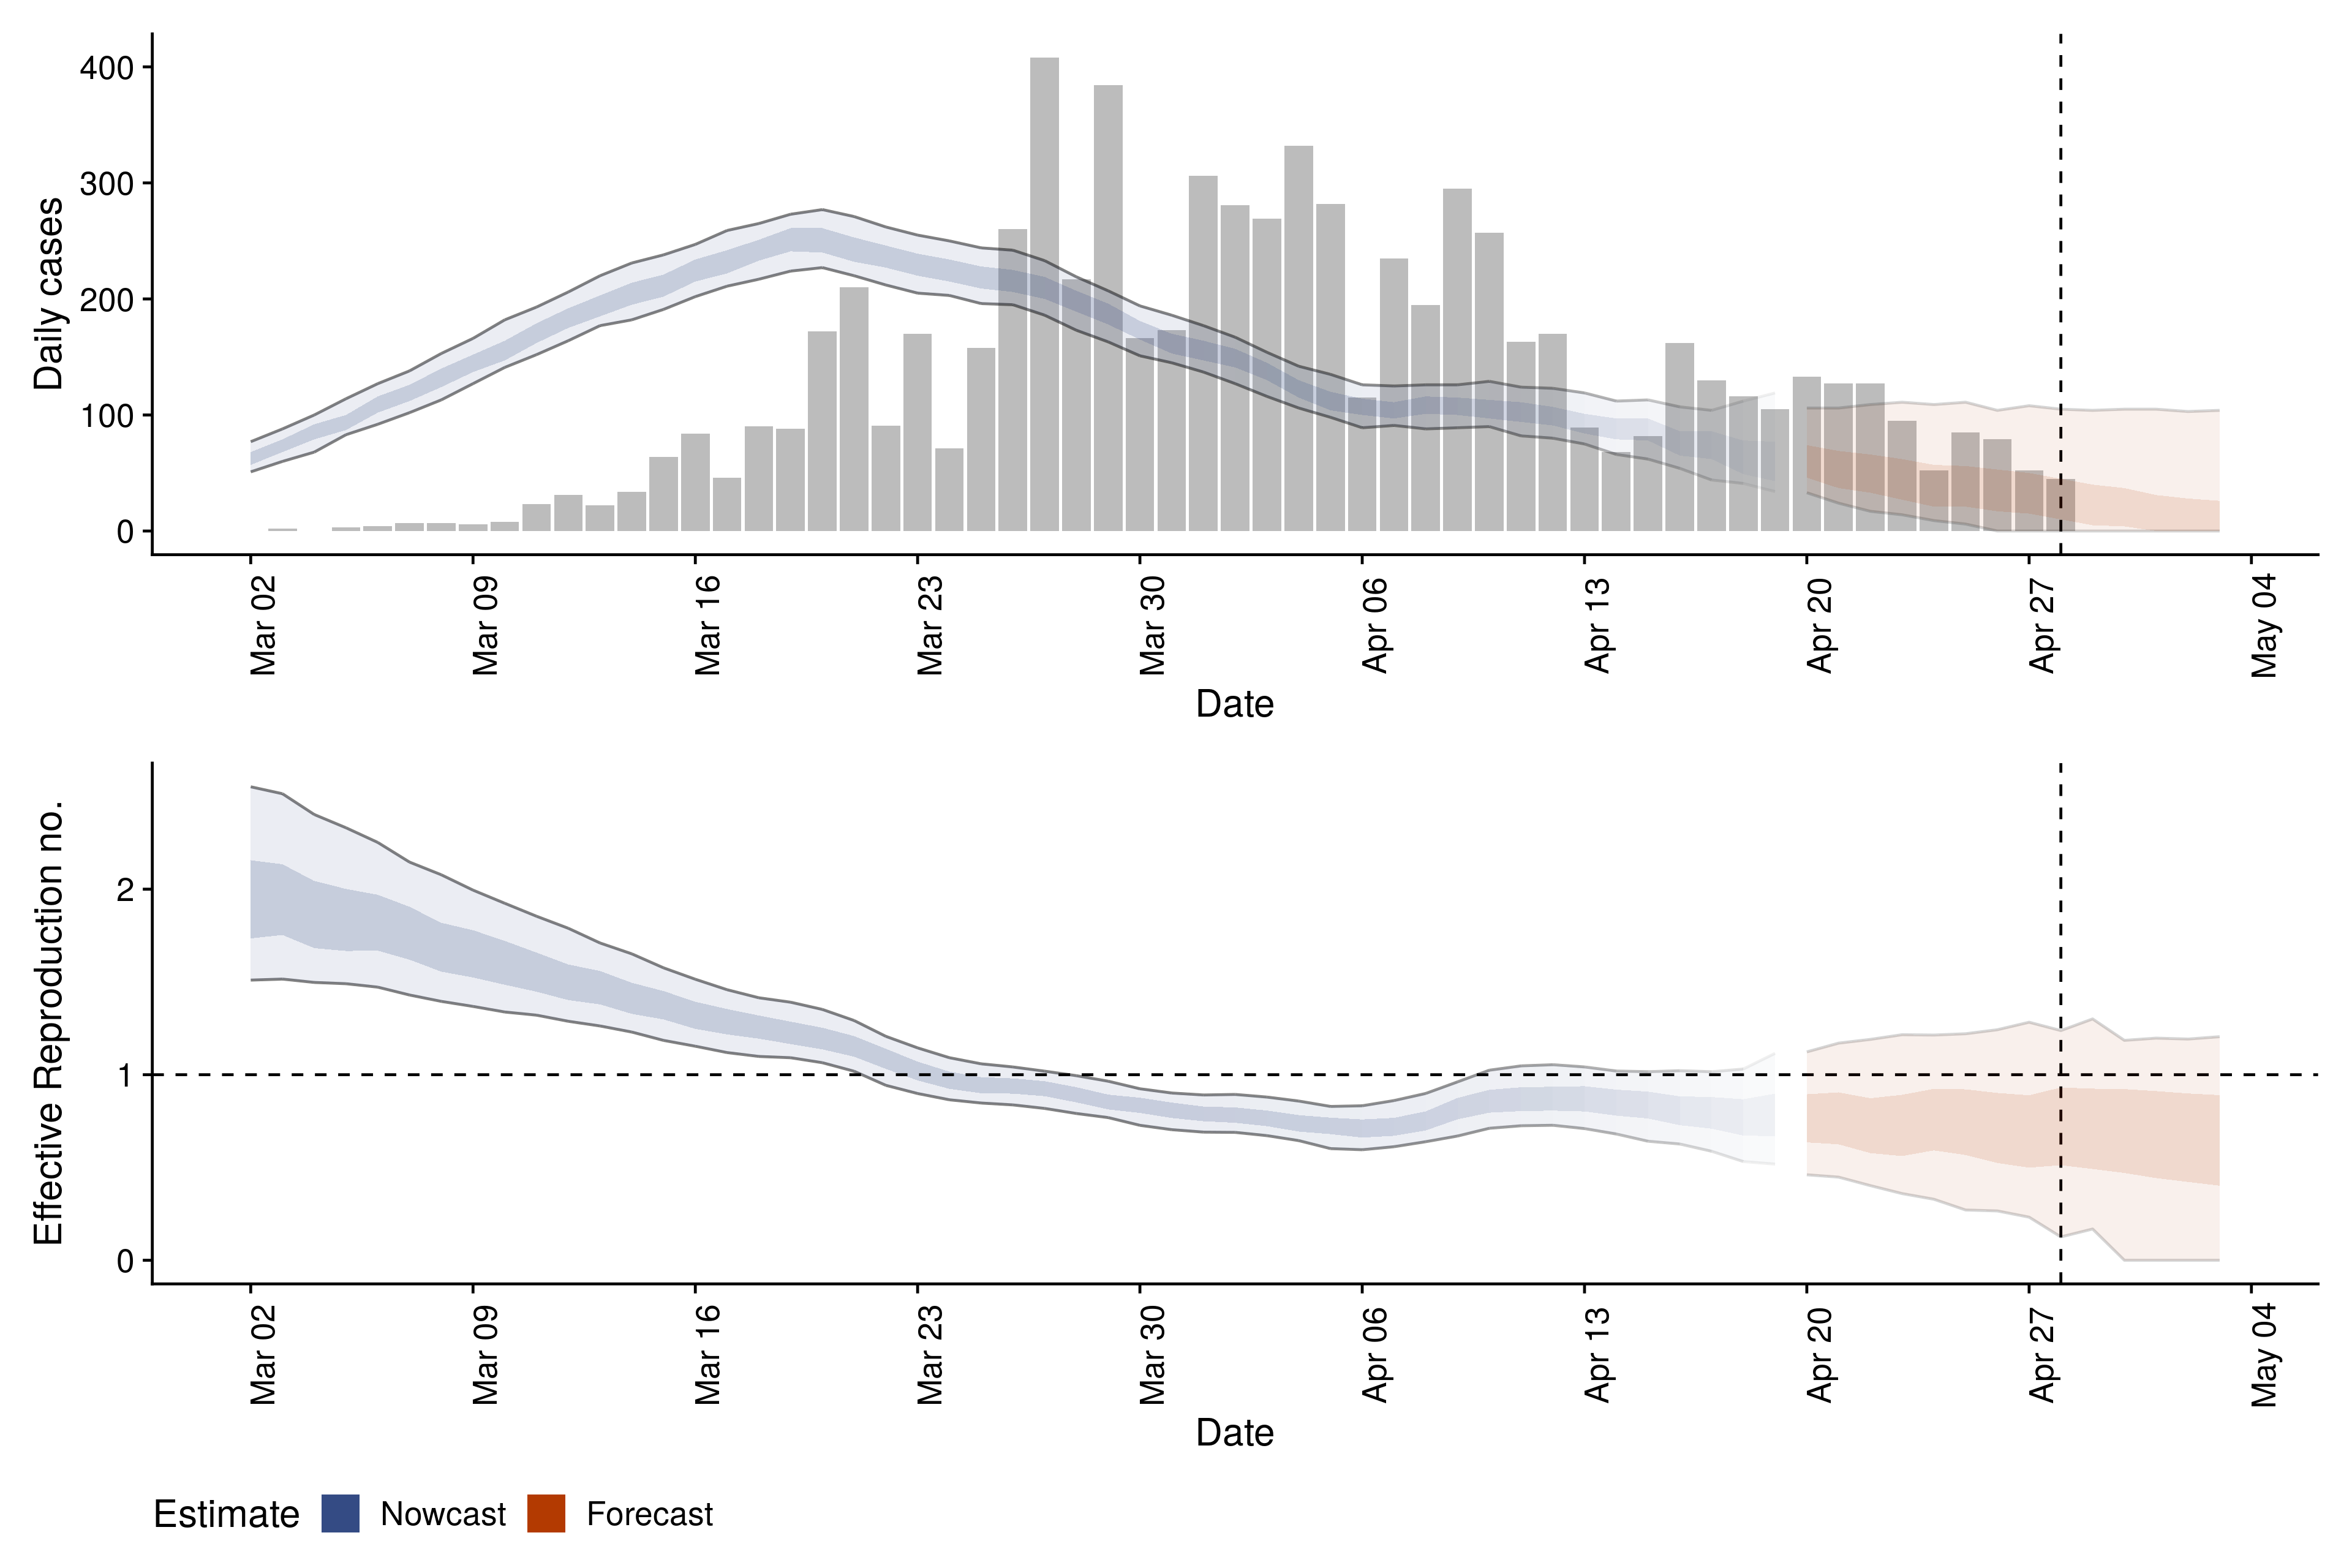 Daily cases
400
300
200
100
0
Mar 02
Mar 09
Mar 16
Mar 23
Mar 30
Apr 06
Apr 13
Apr 20
Apr 27
May 04
Date
Effective Reproduction no.
2
1
0
Mar 02
Mar 09
Mar 16
Mar 23
Mar 30
Apr 06
Apr 13
Apr 20
Apr 27
May 04
Date
Estimate Nowcast Forecast